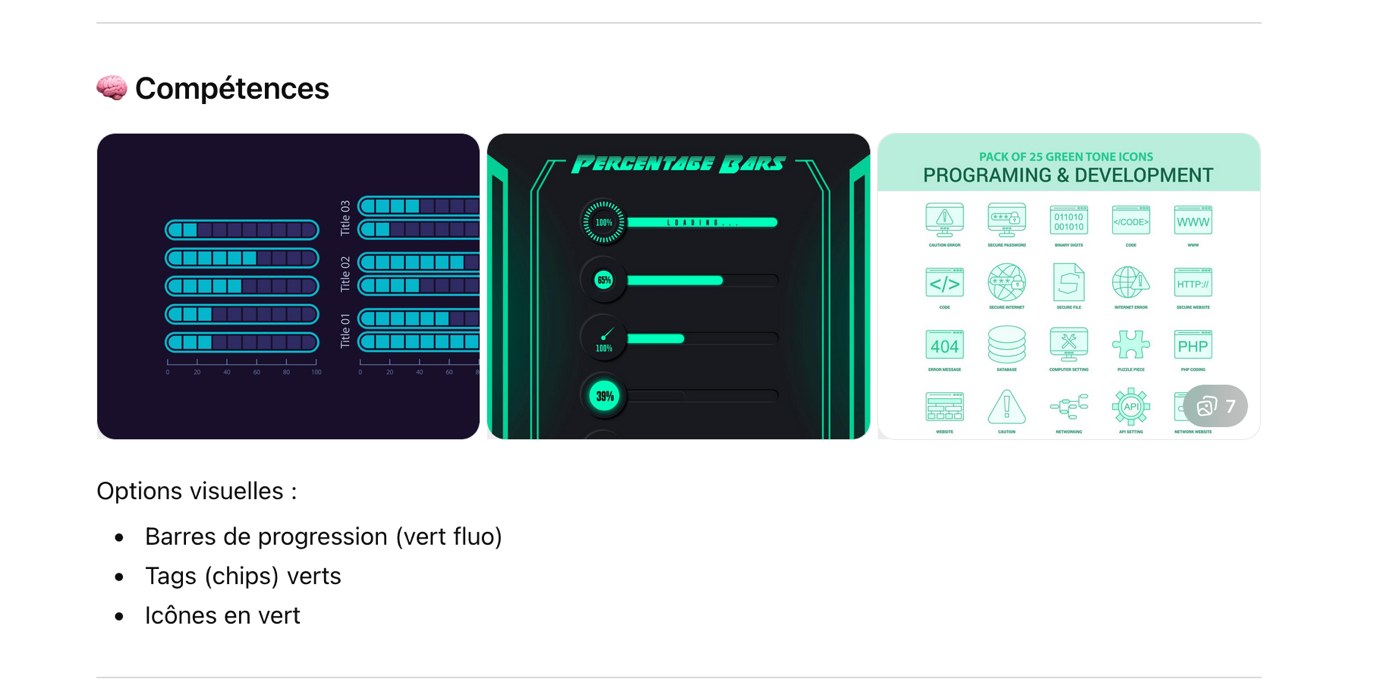 🧠 Compétences
Title 03
Title 02
Title 01
0 20 40 60 80 100
0 20 40 60
PERCENTAGE BARS
100%
LOADING...
65%
100%
39%
PACK OF 25 GREEN TONE ICONS
PROGRAMING & DEVELOPMENT
011010
001010
</CODE>
WWW
CAUTION ERROR
SECURE PASSWORD
BINARY DIGITS
CODE
WWW
</>
HTTP://
CODE
SECURE INTERNET
SECURE FILE
INTERNET ERROR
SECURE WEBSITE
404
PHP
ERROR MESSAGE
DATABASE
COMPUTER SETTING
PUZZLE PIECE
PHP CODING
API
7
WEBSITE
CAUTION
NETWORKING
API SETTING
NETWORK WEBSITE
Options visuelles :
• Barres de progression (vert fluo)
• Tags (chips) verts
• Icônes en vert